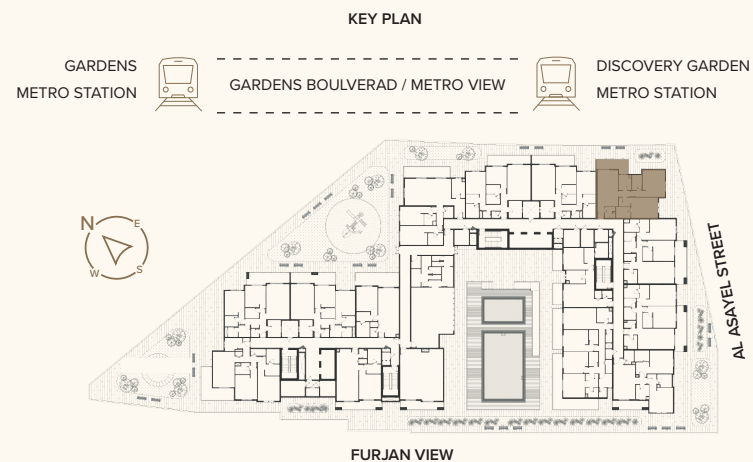 KEY PLAN
GARDENS
METRO STATION
GARDENS BOULVERAD / METRO VIEW
DISCOVERY GARDEN
METRO STATION
N
E
W
S
AL ASAYEL STREET
FURJAN VIEW